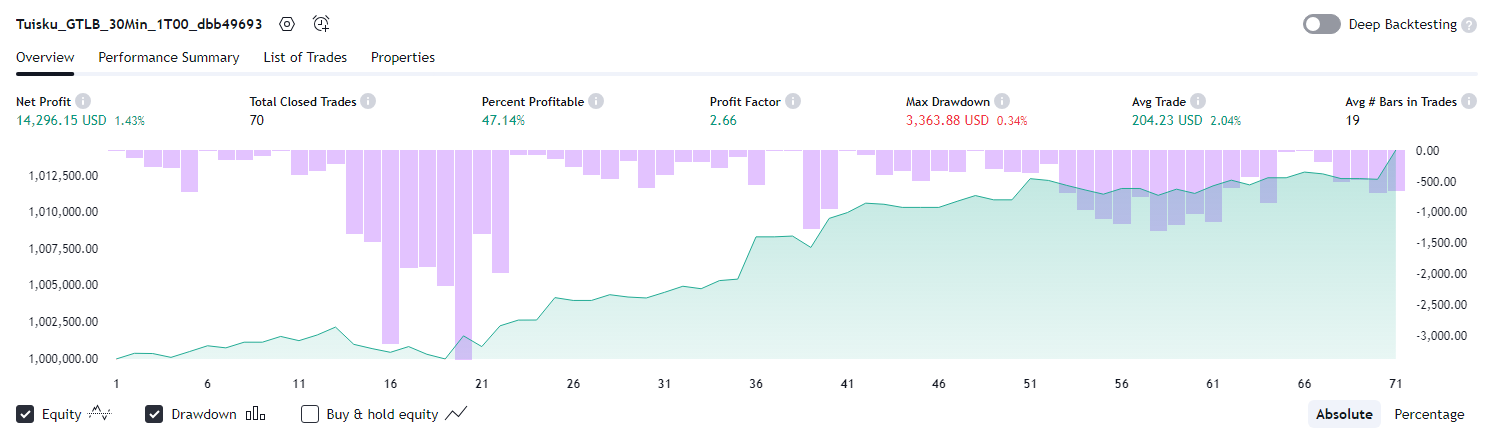 Tuisku_GTLB_30Min_1T00_dbb49693 Deep Backtesting ?
Overview Performance Summary List of Trades Properties
Net Profit i Total Closed Trades i Percent Profitable i Profit Factor i Max Drawdown i Avg Trade i Avg # Bars in Trades i
14,296.15 USD 1.43% 70 47.14% 2.66 3,363.88 USD 0.34% 204.23 USD 2.04% 19
0.00
1,012,500.00 -500.00
1,010,000.00 -1,000.00
1,007,500.00 -1,500.00
1,005,000.00 -2,000.00
1,002,500.00 -2,500.00
1,000,000.00 -3,000.00
1 6 11 16 21 26 31 36 41 46 51 56 61 66 71
Equity Drawdown Buy & hold equity Absolute Percentage